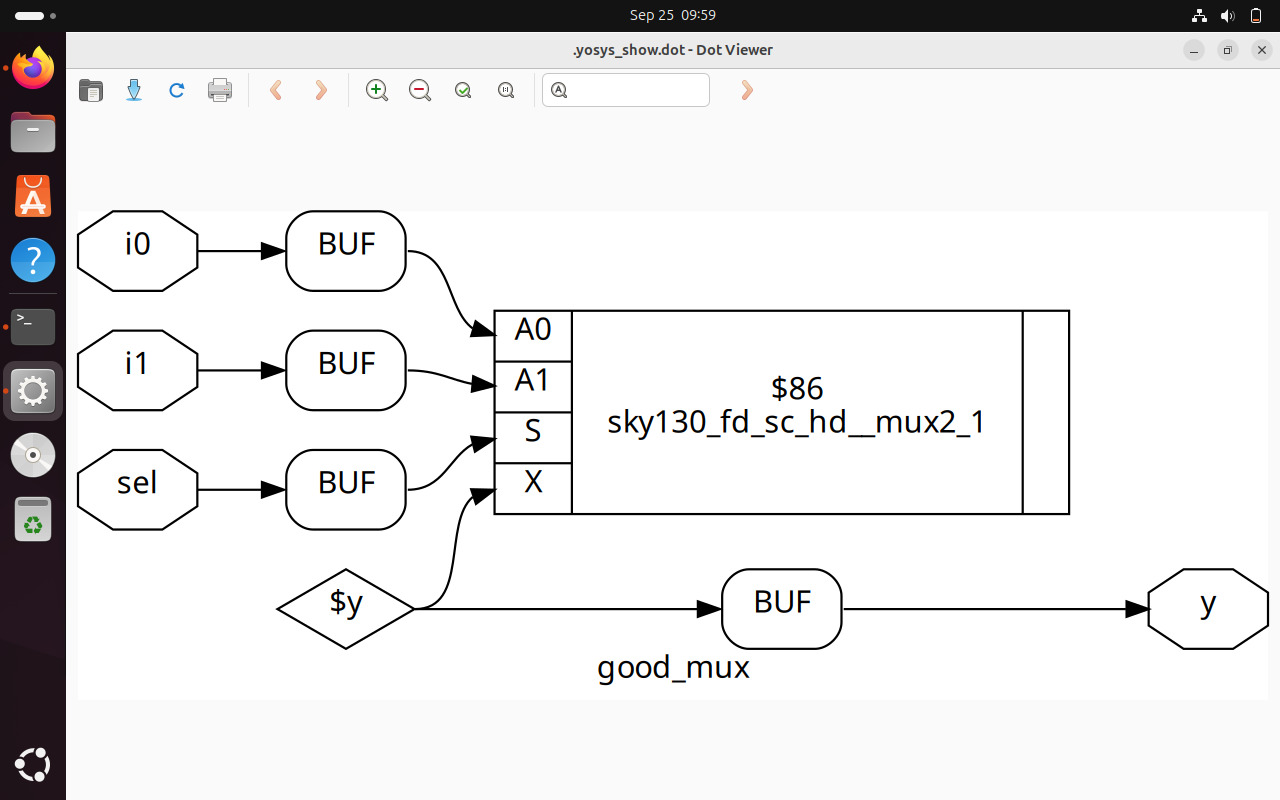 Sep 25 09:59
.yosys_show.dot - Dot Viewer
i0
BUF
A0
i1
BUF
A1
$86
sky130_fd_sc_hd__mux2_1
S
sel
BUF
X
$y
BUF
y
good_mux